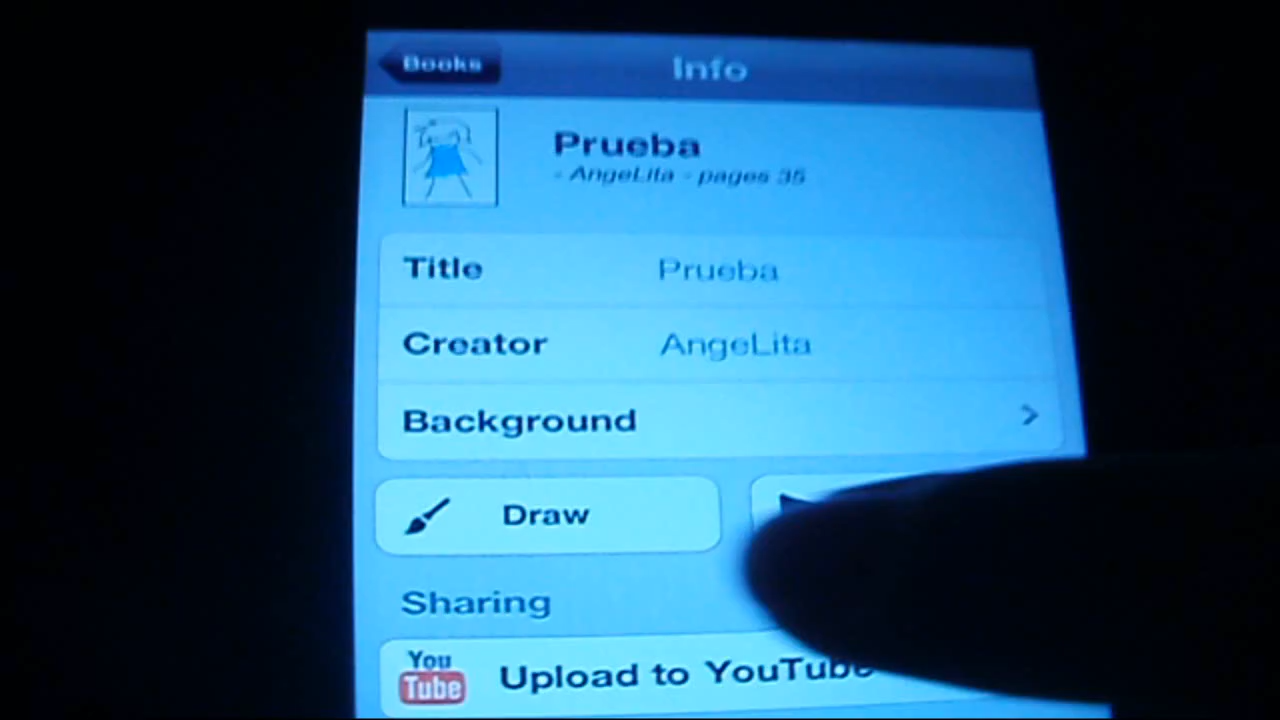 Books
Info
Prueba
- AngeLita - pages 35
Title Prueba
Creator AngeLita
Background
Draw
Sharing
You
Tube
Upload to YouTube